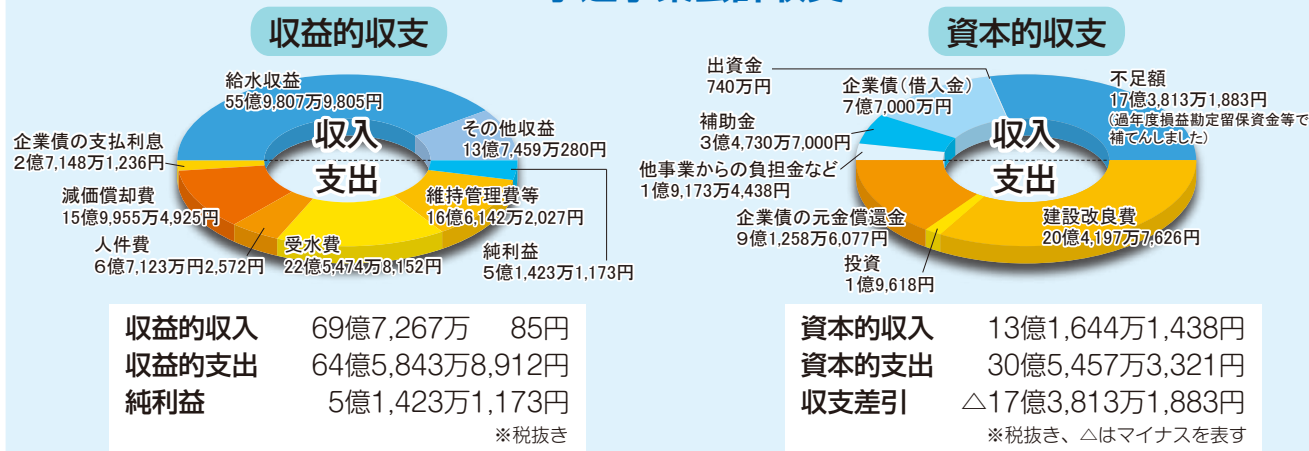 収益的収支
給水収益
55億9,807万9,805円
その他収益
13億7,459万280円
企業債の支払利息
2億7,148万1,236円
減価償却費
15億9,955万4,925円
人件費
6億7,123万円2,572円
受水費
22億5,474万8,152円
維持管理費等
16億6,142万2,027円
純利益
5億1,423万1,173円
収入
支出
収益的収入 69億7,267万 85円
収益的支出 64億5,843万8,912円
純利益 5億1,423万1,173円
※税抜き
資本的収支
出資金
740万円
企業債(借入金)
7億7,000万円
補助金
3億4,730万7,000円
他事業からの負担金など
1億9,173万4,438円
不足額
17億3,813万1,883円
(過年度損益勘定留保資金等で
補てんしました)
収入
支出
企業債の元金償還金
9億1,258万6,077円
投資
1億9,618円
建設改良費
20億4,197万7,626円
資本的収入 13億1,644万1,438円
資本的支出 30億5,457万3,321円
収支差引 △17億3,813万1,883円
※税抜き、△はマイナスを表す